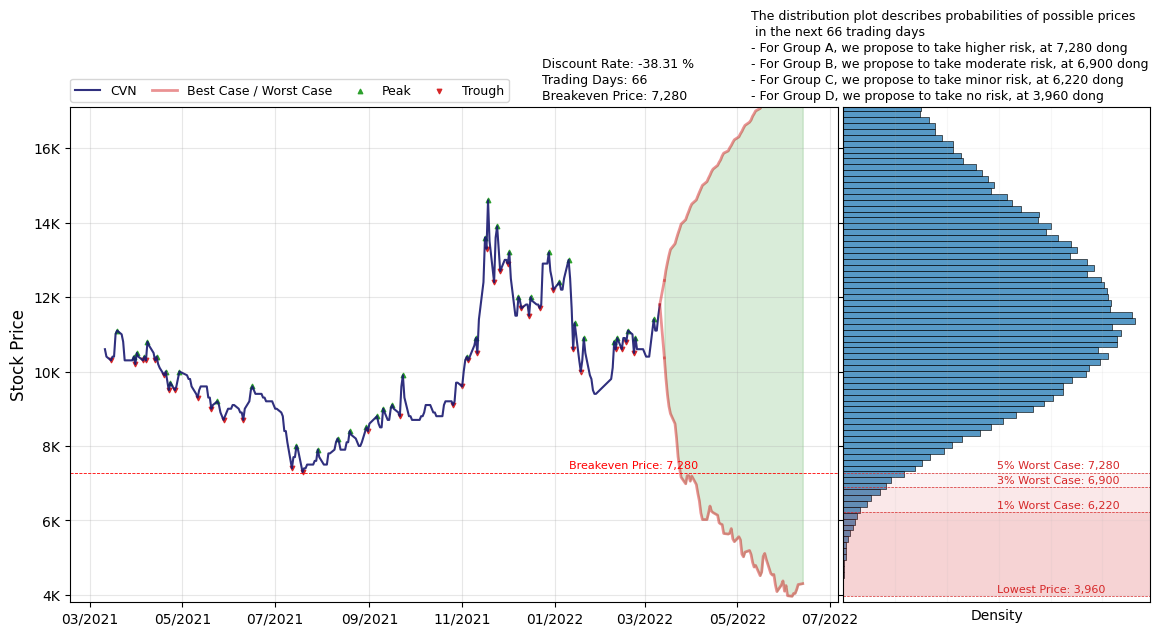 The distribution plot describes probabilities of possible prices
in the next 66 trading days
- For Group A, we propose to take higher risk, at 7,280 dong
- For Group B, we propose to take moderate risk, at 6,900 dong
- For Group C, we propose to take minor risk, at 6,220 dong
- For Group D, we propose to take no risk, at 3,960 dong
Discount Rate: -38.31 %
Trading Days: 66
Breakeven Price: 7,280
CVN
Best Case / Worst Case
Peak
Trough
Stock Price
16K
14K
12K
10K
8K
6K
4K
Breakeven Price: 7,280
03/2021
05/2021
07/2021
09/2021
11/2021
01/2022
03/2022
05/2022
07/2022
5% Worst Case: 7,280
3% Worst Case: 6,900
1% Worst Case: 6,220
Lowest Price: 3,960
Density